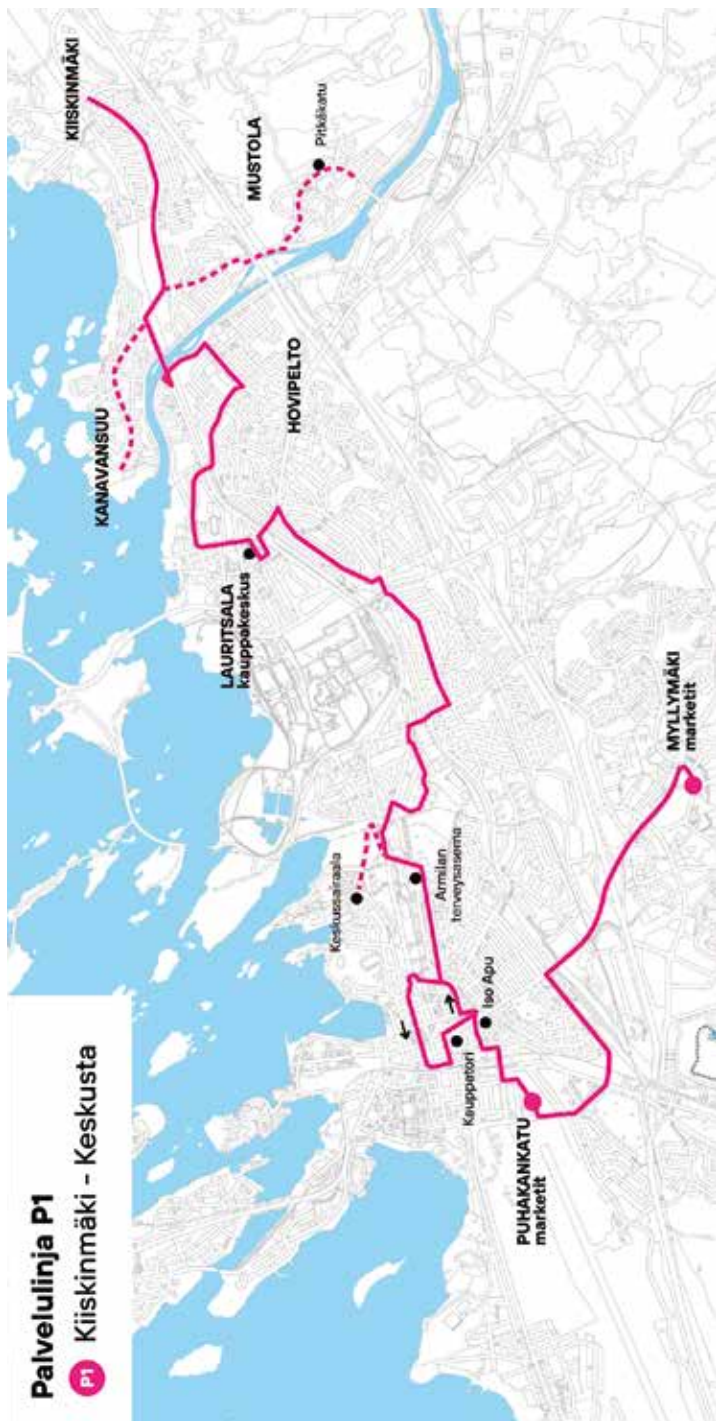 Palvelulinja P1
P1 Kiiskinmäki – Keskusta
KIISKINMÄKI
MUSTOLA
Pitkäkatu
KANAVANSUU
HOVIPELTO
LAURITSALA
kauppakeskus
Keskussairaala
Armilan
terveysasema
Iso Apu
Kauppatori
PUHAKANKATU
marketit
MYLLYMÄKI
marketit